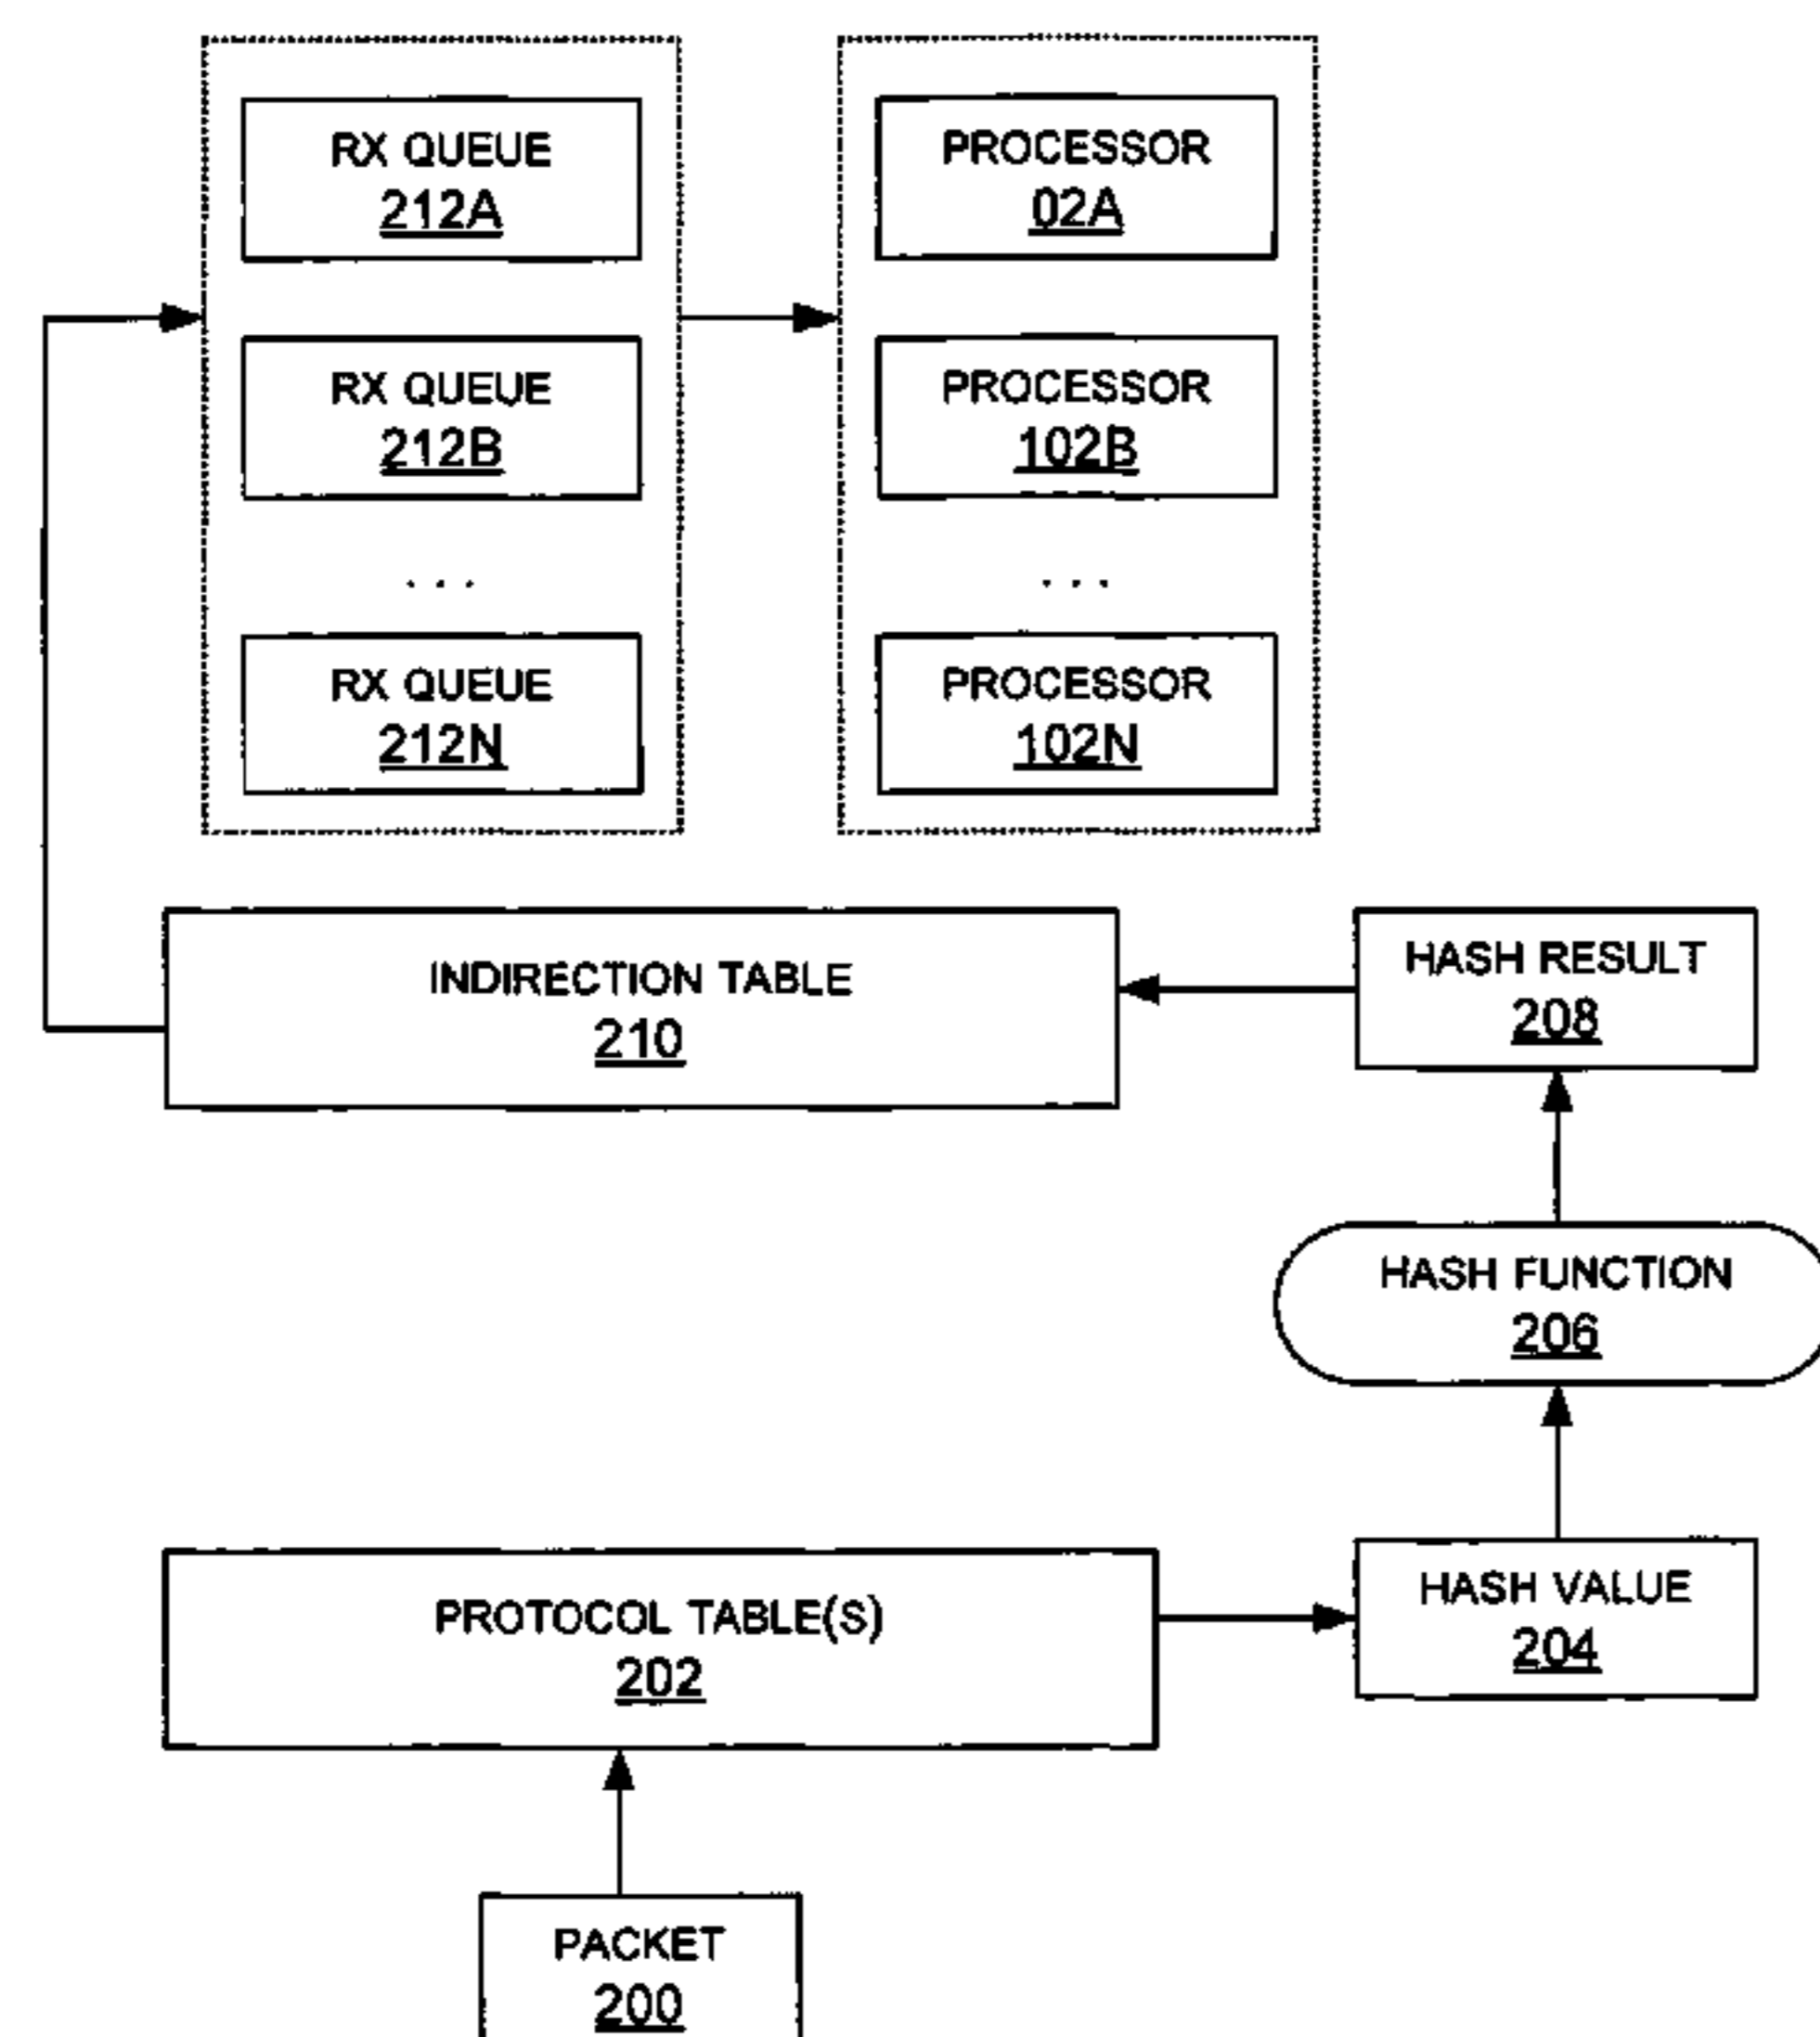 RX QUEUE
212A
PROCESSOR
02A
RX QUEUE
212B
PROCESSOR
102B
. . .
. . .
RX QUEUE
212N
PROCESSOR
102N
INDIRECTION TABLE
210
HASH RESULT
208
HASH FUNCTION
206
PROTOCOL TABLE(S)
202
HASH VALUE
204
PACKET
200